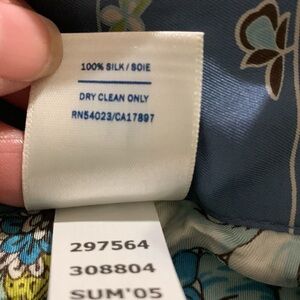 100% SILK/SOIE
DRY CLEAN ONLY
RN54023/CA17897
297564
308804
SUM'05